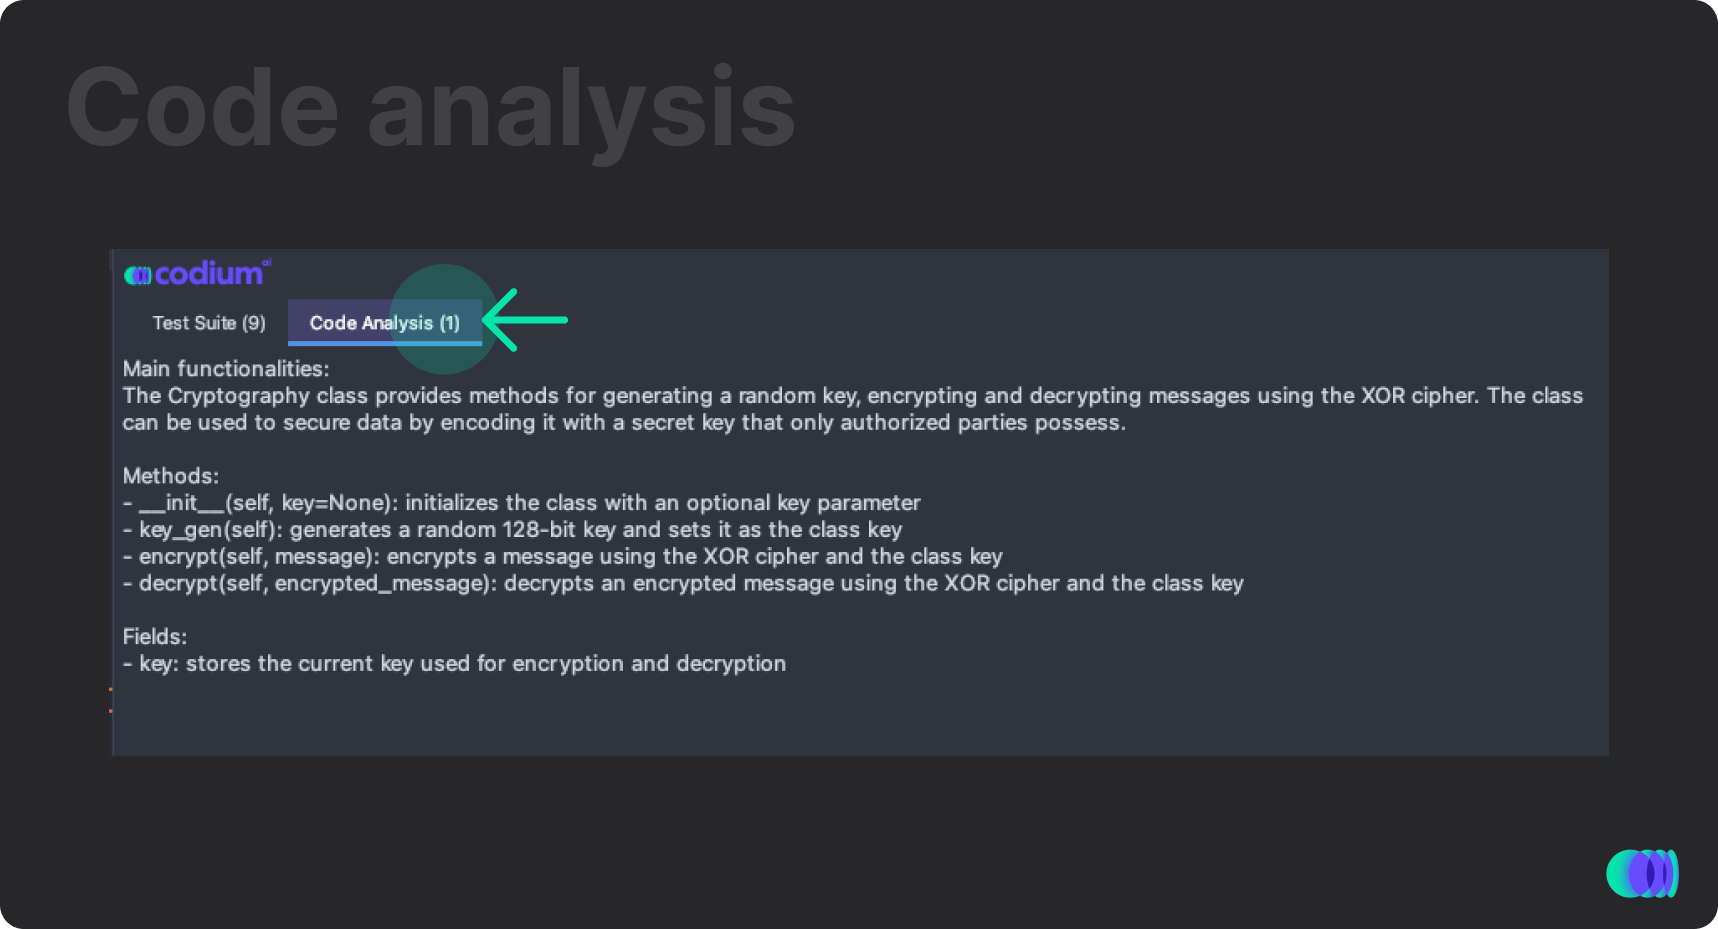 Code analysis
codium ai
Test Suite (9)
Code Analysis (1)
Main functionalities:
The Cryptography class provides methods for generating a random key, encrypting and decrypting messages using the XOR cipher. The class
can be used to secure data by encoding it with a secret key that only authorized parties possess.
Methods:
- __init__(self, key=None): initializes the class with an optional key parameter
- key_gen(self): generates a random 128-bit key and sets it as the class key
- encrypt(self, message): encrypts a message using the XOR cipher and the class key
- decrypt(self, encrypted_message): decrypts an encrypted message using the XOR cipher and the class key
Fields:
- key: stores the current key used for encryption and decryption